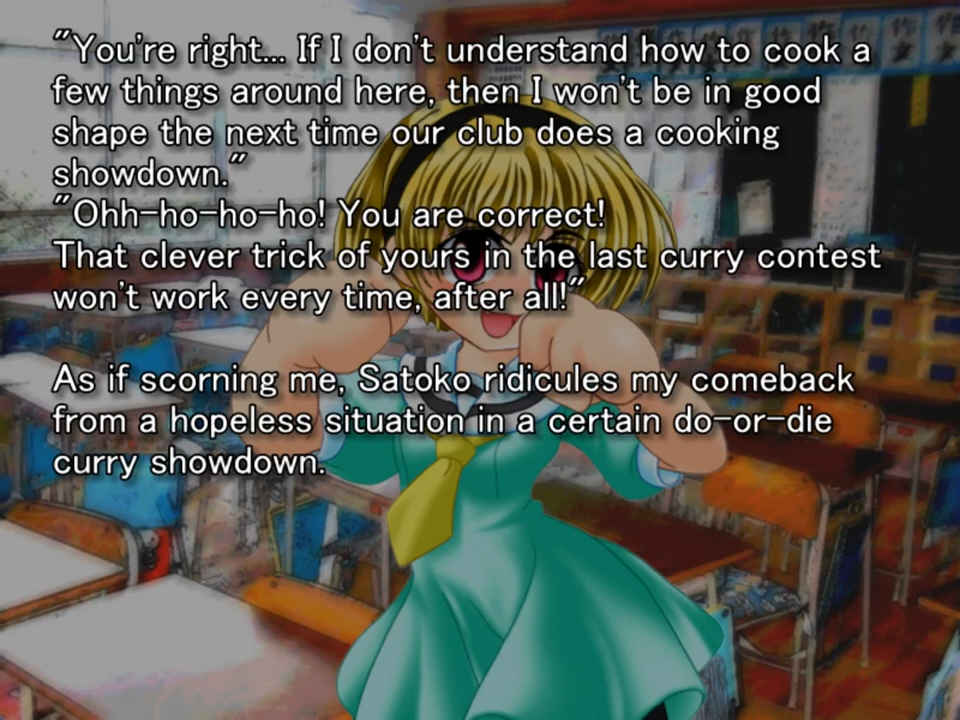 "You're right... If I don't understand how to cook a
few things around here, then I won't be in good
shape the next time our club does a cooking
showdown."
"Ohh-ho-ho-ho! You are correct!
That clever trick of yours in the last curry contest
won't work every time, after all!"
As if scorning me, Satoko ridicules my comeback
from a hopeless situation in a certain do-or-die
curry showdown.